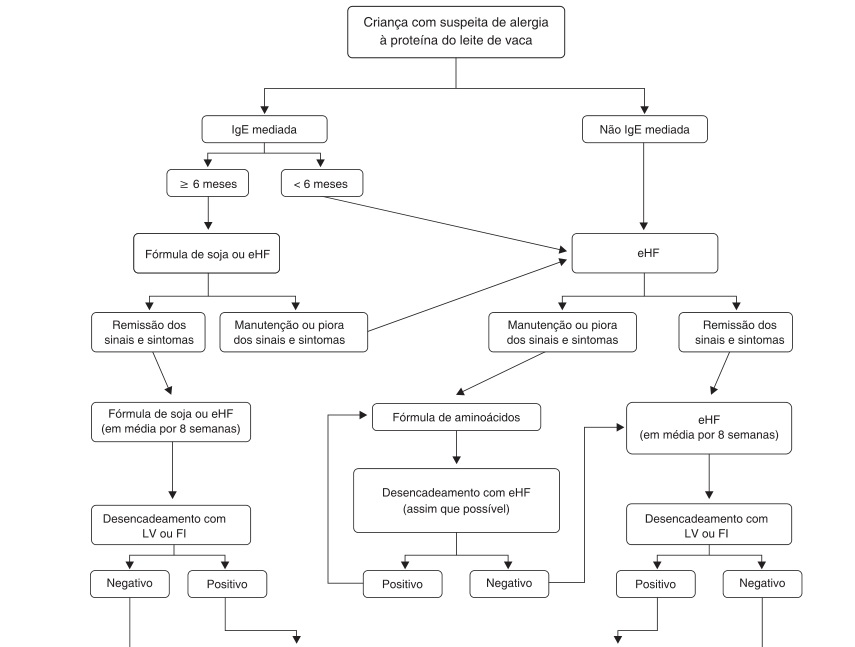 Criança com suspeita de alergia
à proteína do leite de vaca
IgE mediada
Não IgE mediada
≥ 6 meses
< 6 meses
Fórmula de soja ou eHF
eHF
Remissão dos
sinais e sintomas
Manutenção ou piora
dos sinais e sintomas
Manutenção ou piora
dos sinais e sintomas
Remissão dos
sinais e sintomas
Fórmula de soja ou eHF
(em média por 8 semanas)
Fórmula de aminoácidos
eHF
(em média por 8 semanas)
Desencadeamento com eHF
(assim que possível)
Desencadeamento com
LV ou FI
Desencadeamento com
LV ou FI
Negativo
Positivo
Positivo
Negativo
Positivo
Negativo